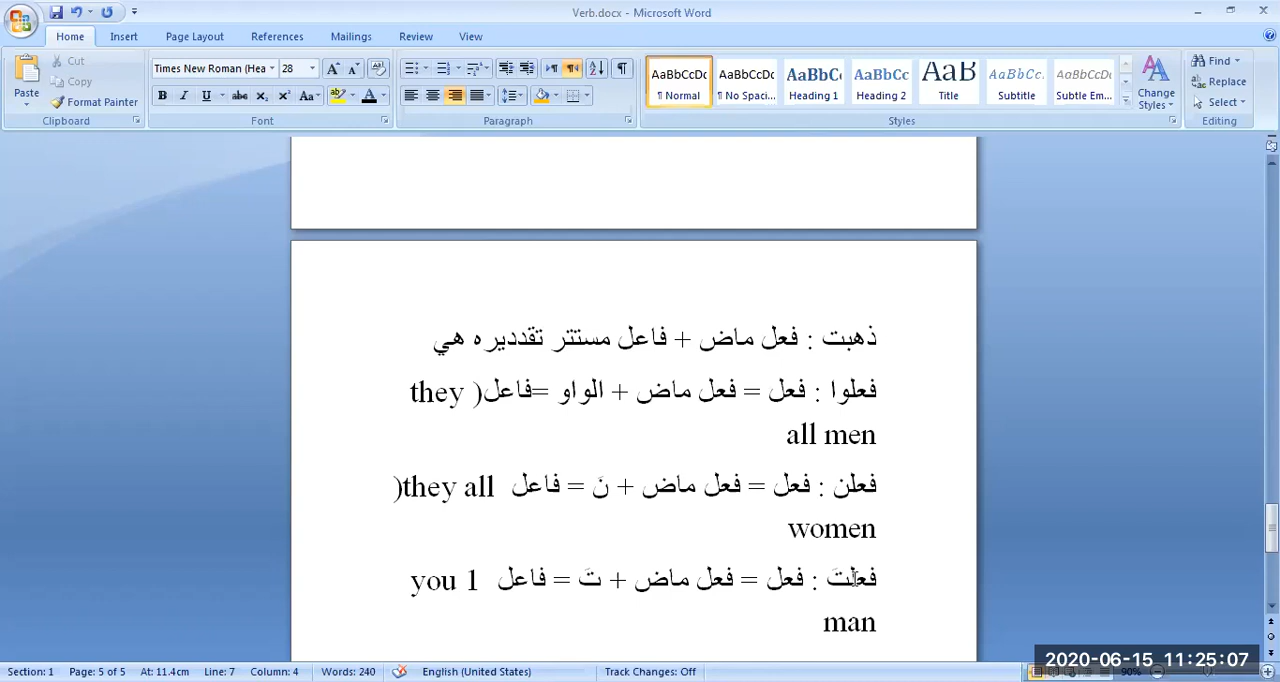 Verb.docx - Microsoft Word
Home Insert Page Layout References Mailings Review View
Paste
Cut
Copy
Format Painter
Clipboard
Times New Roman (Hea 28
Font
Paragraph
AaBbCcDc AaBbCcDc AaBbC AaBbCc AaB AaBbCc. AaBbCcDc
¶ Normal ¶ No Spaci... Heading 1 Heading 2 Title Subtitle Subtle Em...
Styles
Change Styles
Find
Replace
Select
Editing
ذهبت : فعل ماض + فاعل مستتر تقدديره هي
فعلوا : فعل = فعل ماض + الواو =فاعل( they
all men
فعلن : فعل = فعل ماض + نَ = فاعل they all(
women
فعلتَ : فعل = فعل ماض + تَ = فاعل you 1
man
Section: 1 Page: 5 of 5 At: 11.4cm Line: 7 Column: 4 Words: 240 English (United States) Track Changes: Off 90%
2020-06-15 11:25:07